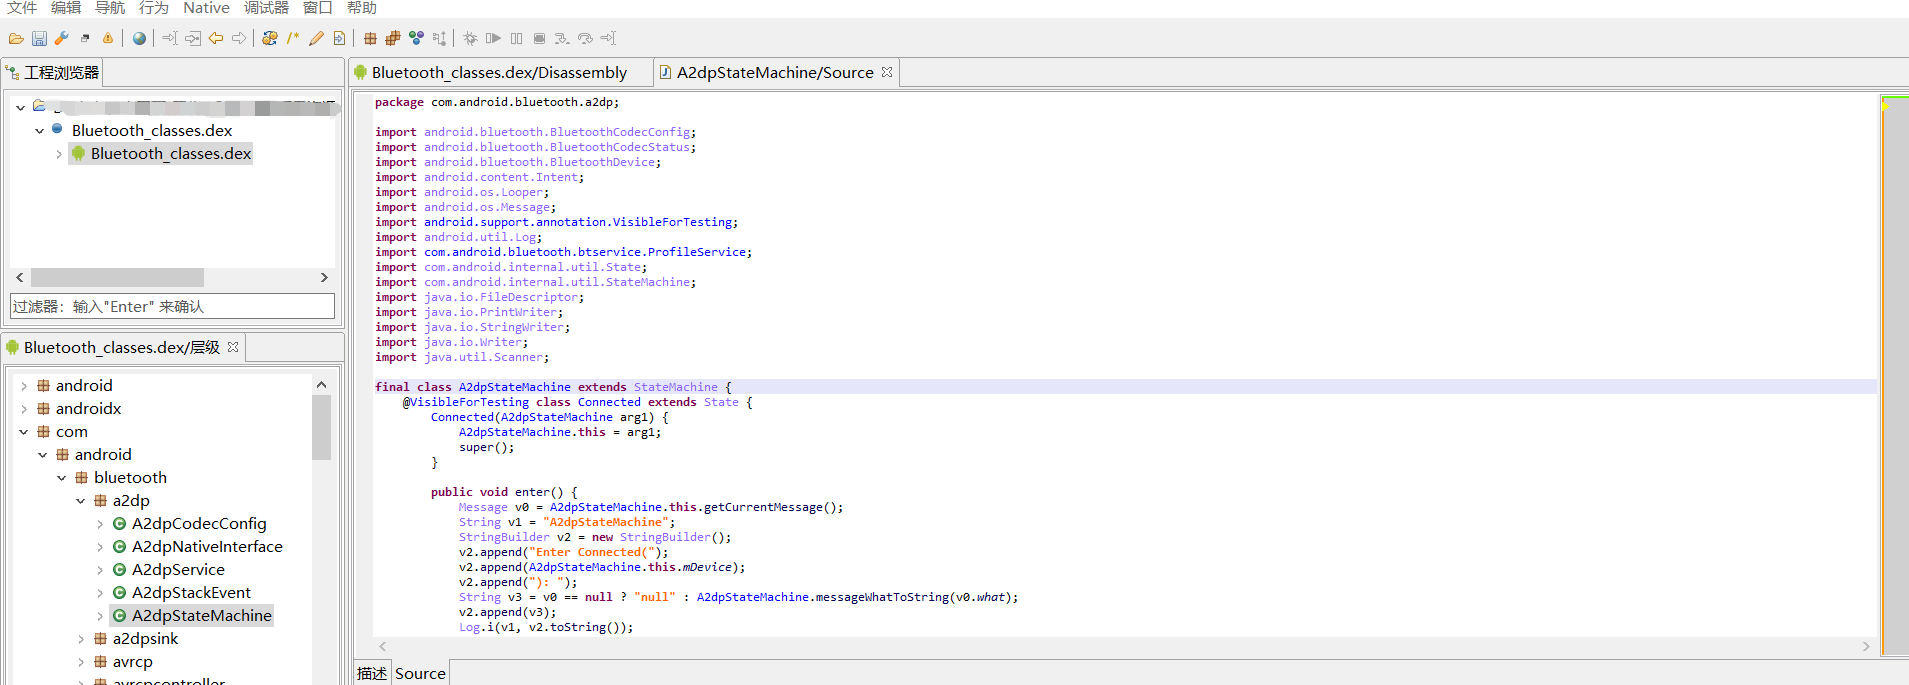 文件 编辑 导航 行为 Native 调试器 窗口 帮助
工程浏览器
Bluetooth_classes.dex
Bluetooth_classes.dex
过滤器：输入"Enter" 来确认
Bluetooth_classes.dex/层级
android
androidx
com
android
bluetooth
a2dp
A2dpCodecConfig
A2dpNativeInterface
A2dpService
A2dpStackEvent
A2dpStateMachine
a2dpsink
avrcp
avrcpcontroller
Bluetooth_classes.dex/Disassembly
A2dpStateMachine/Source
package com.android.bluetooth.a2dp;
import android.bluetooth.BluetoothCodecConfig;
import android.bluetooth.BluetoothCodecStatus;
import android.bluetooth.BluetoothDevice;
import android.content.Intent;
import android.os.Looper;
import android.os.Message;
import android.support.annotation.VisibleForTesting;
import android.util.Log;
import com.android.bluetooth.btservice.ProfileService;
import com.android.internal.util.State;
import com.android.internal.util.StateMachine;
import java.io.FileDescriptor;
import java.io.PrintWriter;
import java.io.StringWriter;
import java.io.Writer;
import java.util.Scanner;
final class A2dpStateMachine extends StateMachine {
@VisibleForTesting class Connected extends State {
Connected(A2dpStateMachine arg1) {
A2dpStateMachine.this = arg1;
super();
}
public void enter() {
Message v0 = A2dpStateMachine.this.getCurrentMessage();
String v1 = "A2dpStateMachine";
StringBuilder v2 = new StringBuilder();
v2.append("Enter Connected(");
v2.append(A2dpStateMachine.this.mDevice);
v2.append("): ");
String v3 = v0 == null ? "null" : A2dpStateMachine.messageWhatToString(v0.what);
v2.append(v3);
Log.i(v1, v2.toString());
描述 Source